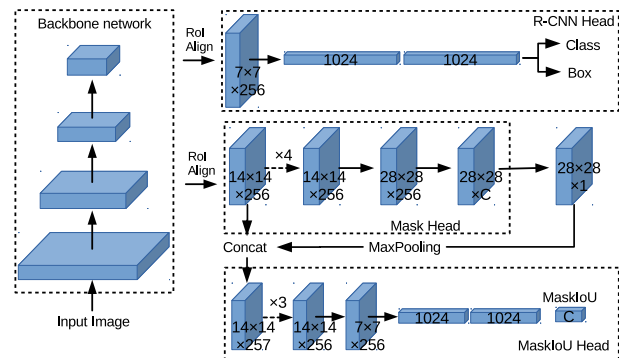 Backbone network
Input Image
RoI
Align
R-CNN Head
7×7
×256
1024
1024
Class
Box
RoI
Align
14×14
×256
×4
14×14
×256
28×28
×256
28×28
×C
28×28
×1
Mask Head
Concat
MaxPooling
14×14
×257
×3
14×14
×256
7×7
×256
1024
1024
MaskIoU
C
MaskIoU Head